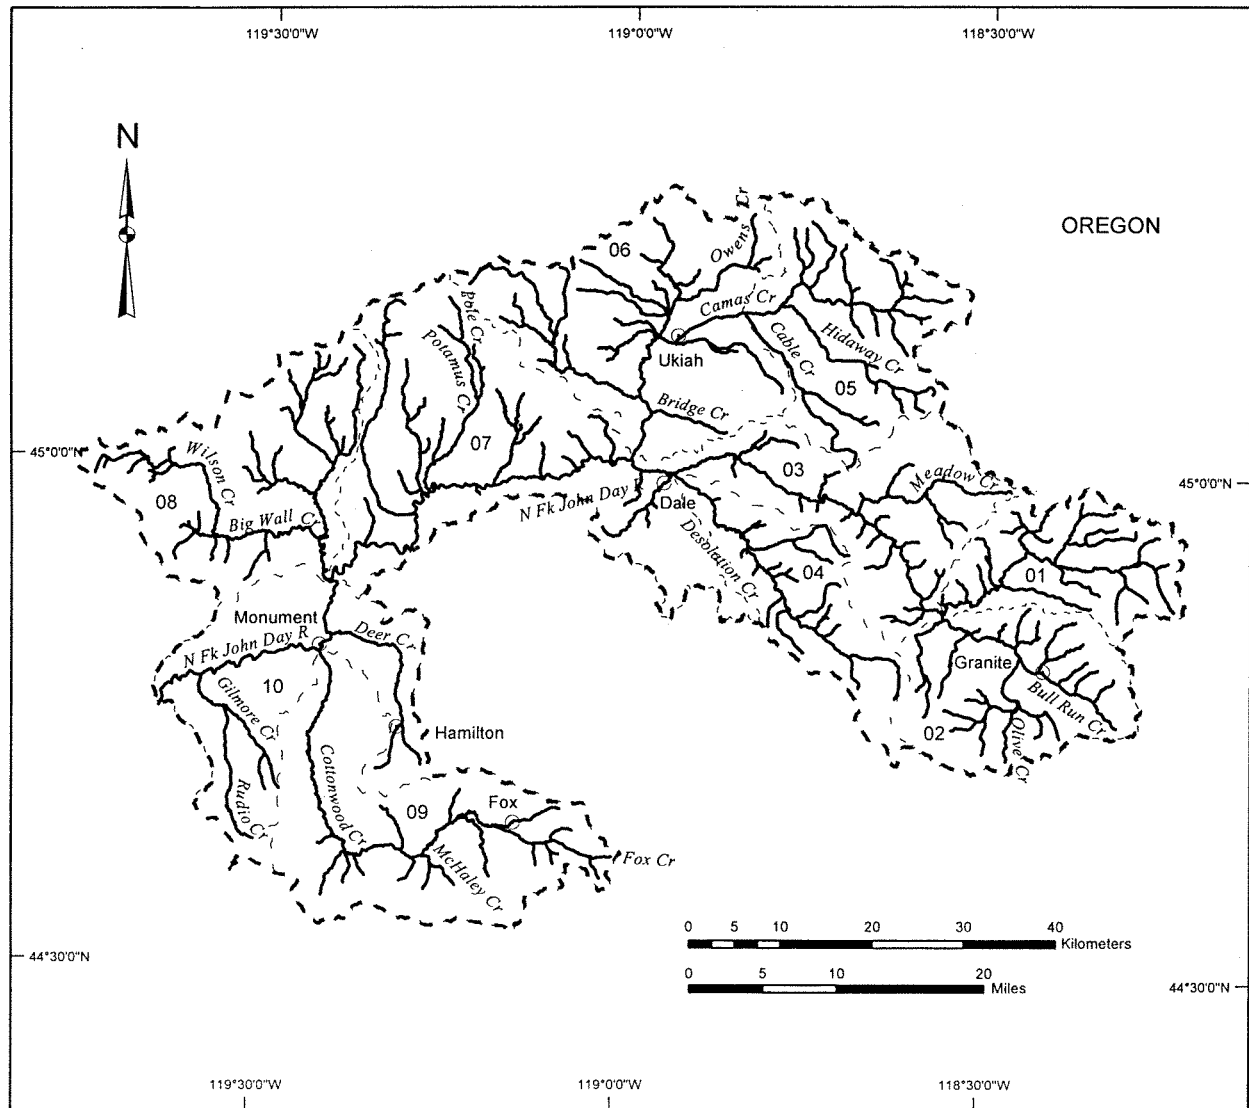 119°30'0"W
119°0'0"W
118°30'0"W
N
OREGON
06
Owens Cr
Camas Cr
Pole Cr
Potamus Cr
Ukiah
Cable Cr
Hidaway Cr
05
Bridge Cr
07
45°0'0"N
Wilson Cr
08
Big Wall Cr
N Fk John Day R
Dale
03
Meadow Cr
45°0'0"N
Desolation Cr
04
01
Monument
N Fk John Day R
Deer Cr
10
Gilmore Cr
Hamilton
Granite
Bull Run Cr
02
Olive Cr
Rudio Cr
Cottonwood Cr
09
Fox
McHaley Cr
Fox Cr
0 5 10 20 30 40
Kilometers
0 5 10 20
Miles
44°30'0"N
44°30'0"N
119°30'0"W
119°0'0"W
118°30'0"W